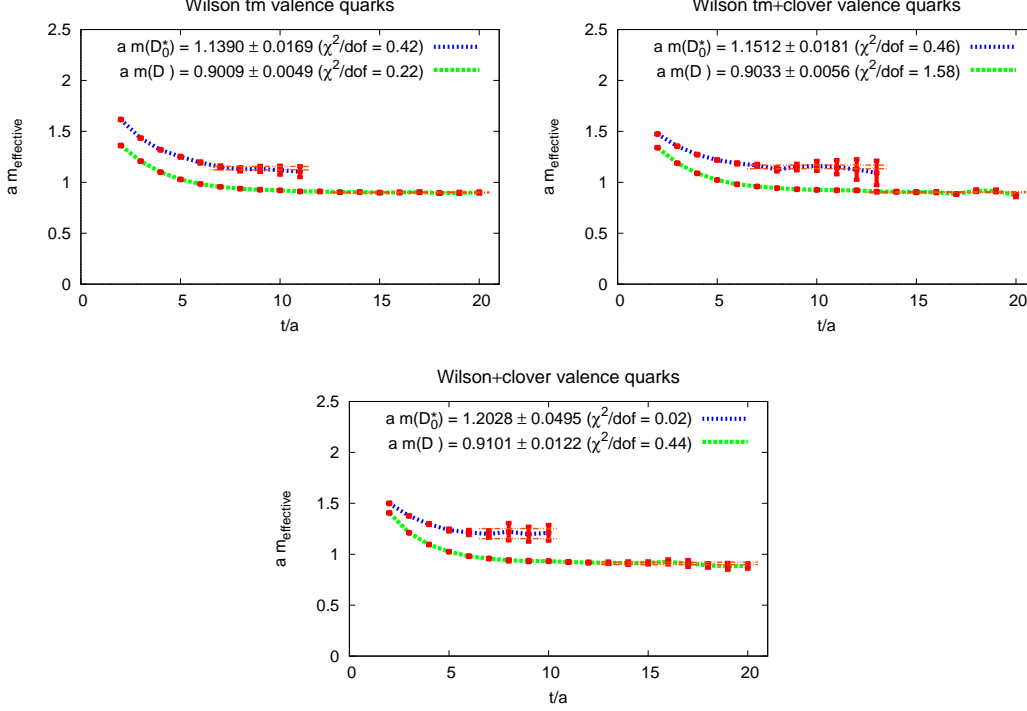 Wilson tm valence quarks
a m(D₀*) = 1.1390 ± 0.0169 (χ²/dof = 0.42)
a m(D ) = 0.9009 ± 0.0049 (χ²/dof = 0.22)
2.5
2
1.5
1
0.5
0
a m_effective
0 5 10 15 20
t/a
Wilson tm+clover valence quarks
a m(D₀*) = 1.1512 ± 0.0181 (χ²/dof = 0.46)
a m(D ) = 0.9033 ± 0.0056 (χ²/dof = 1.58)
2.5
2
1.5
1
0.5
0
a m_effective
0 5 10 15 20
t/a
Wilson+clover valence quarks
a m(D₀*) = 1.2028 ± 0.0495 (χ²/dof = 0.02)
a m(D ) = 0.9101 ± 0.0122 (χ²/dof = 0.44)
2.5
2
1.5
1
0.5
0
a m_effective
0 5 10 15 20
t/a